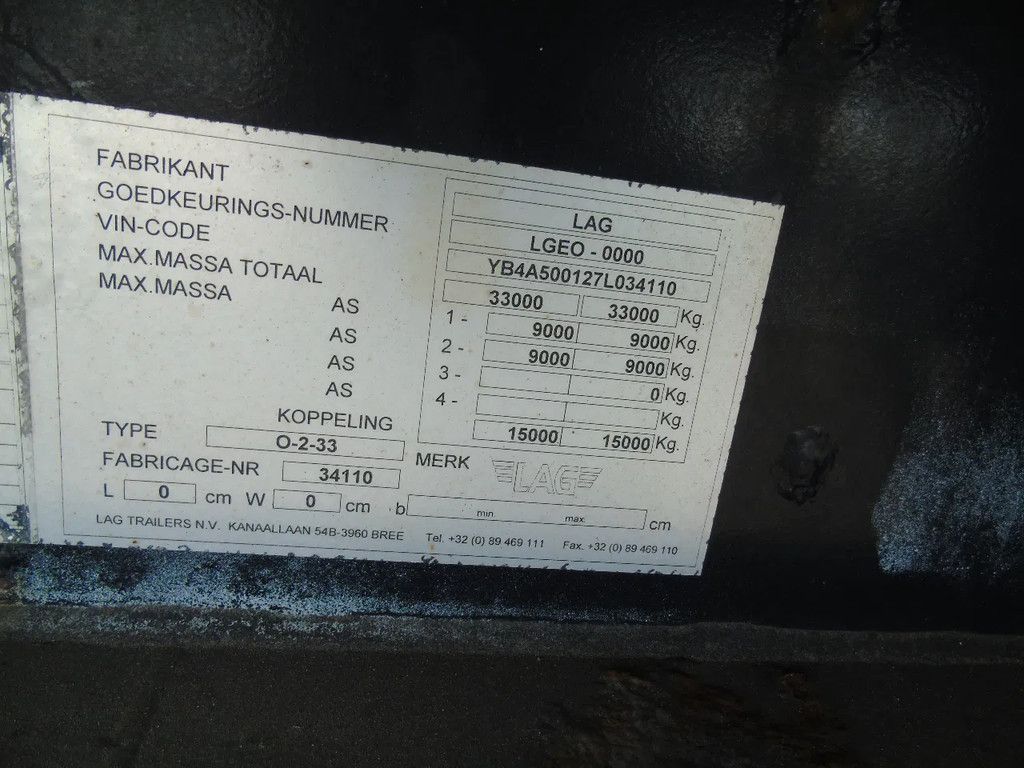 FABRIKANT LAG
GOEDKEURINGS-NUMMER LGEO - 0000
VIN-CODE YB4A500127L034110
MAX.MASSA TOTAAL 33000 33000 Kg.
MAX.MASSA AS 1 - 9000 9000 Kg.
AS 2 - 9000 9000 Kg.
AS 3 - 0 Kg.
AS 4 - Kg.
KOPPELING 15000 15000 Kg.
TYPE O-2-33
FABRICAGE-NR 34110 MERK LAG
L 0 cm W 0 cm b min. max. cm
LAG TRAILERS N.V. KANAALLAAN 54B-3960 BREE Tel. +32 (0) 89 469 111 Fax. +32 (0) 89 469 110